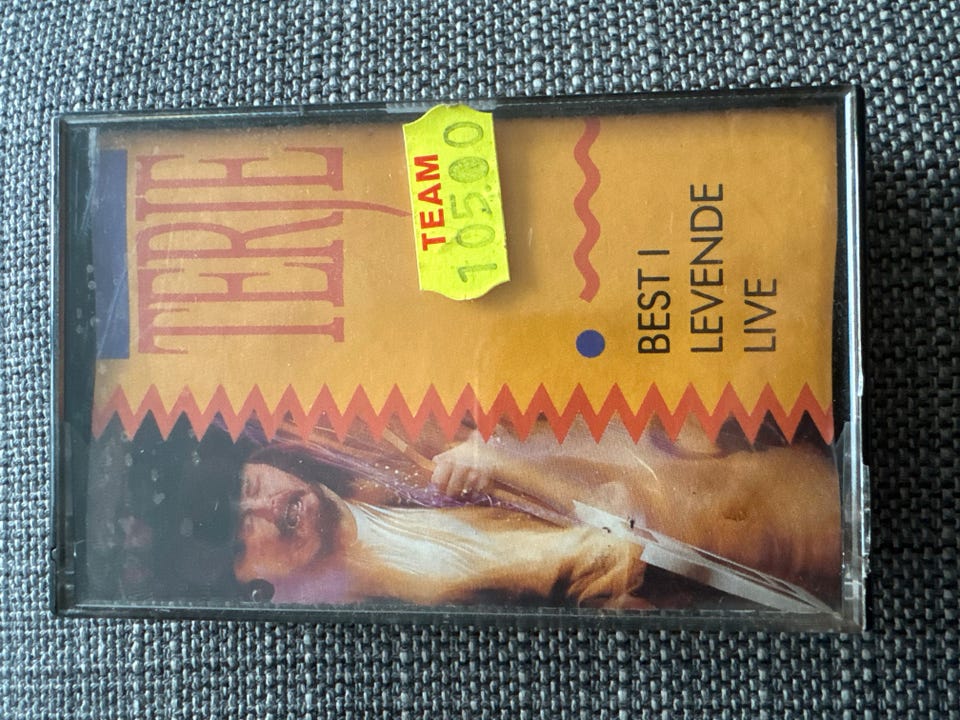 TERJE
TEAM
105.00
BEST I
LEVENDE
LIVE